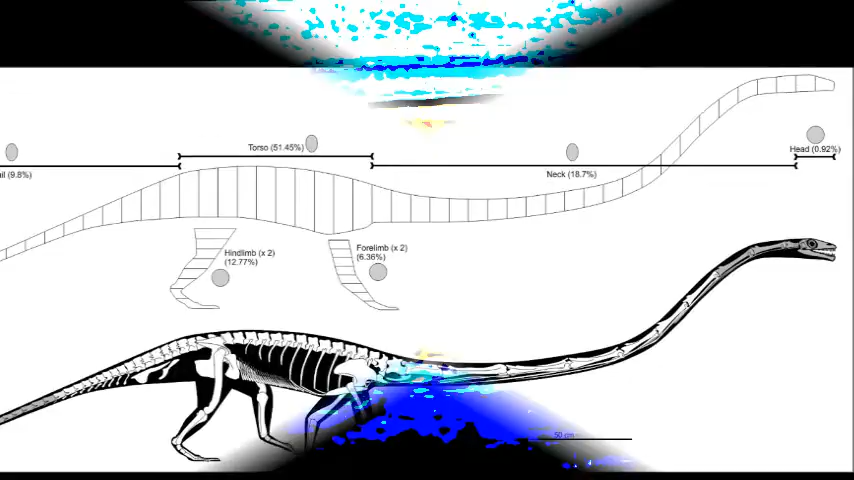 Torso (51.45%)
Head (0.92%)
il (9.8%)
Neck (18.7%)
Hindlimb (x 2)
(12.77%)
Forelimb (x 2)
(6.36%)
50 cm